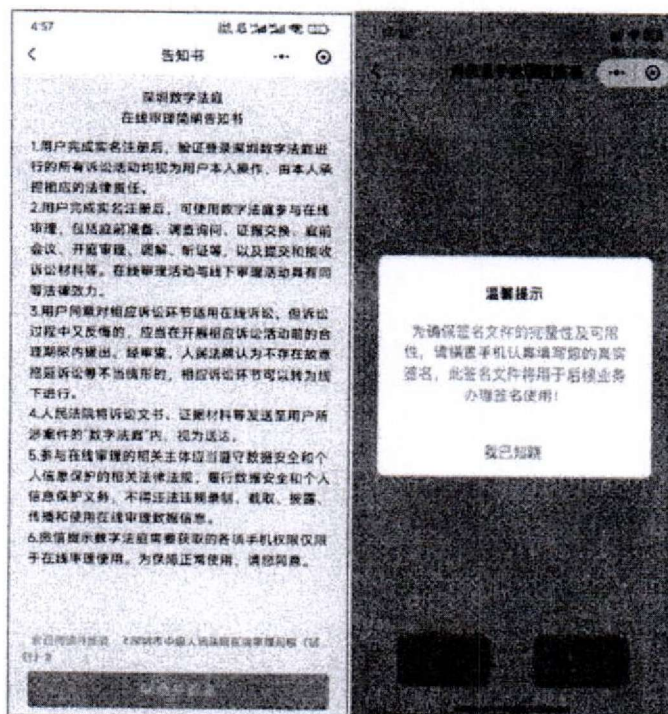 4:57
告知书
深圳数字法庭
在线审理简明告知书
1.用户完成实名注册后，验证登录深圳数字法庭进
行的所有诉讼活动均视为用户本人操作，由本人承
担相应的法律责任。
2.用户完成实名注册后，可使用数字法庭参与在线
审理，包括庭前准备、调查询问、证据交换、庭前
会议、开庭审理、调解、听证等，以及提交和接收
诉讼材料等。在线审理活动与线下审理活动具有同
等法律效力。
3.用户同意对相应诉讼环节适用在线诉讼，但诉讼
过程中又反悔的，应当在开展相应诉讼活动前的合
理期限内提出。经审查，人民法院认为不存在故意
拖延诉讼等不当情形的，相应诉讼环节可以转为线
下进行。
4.人民法院将诉讼文书、证据材料等发送至用户所
涉案件的“数字法庭”内，视为送达。
5.参与在线审理的相关主体应当遵守数据安全和个
人信息保护的相关法律法规，履行数据安全和个人
信息保护义务，不得违法违规录制、截取、披露、
传播和使用在线审理数据信息。
6.微信提示数字法庭需要获取的各项手机权限仅限
于在线审理使用。为保障正常使用，请您同意。
温馨提示
为确保签名文件的完整性及可用
性，请横置手机认真填写您的真实
签名，此签名文件将用于后续业务
办理签名使用！
我已知晓